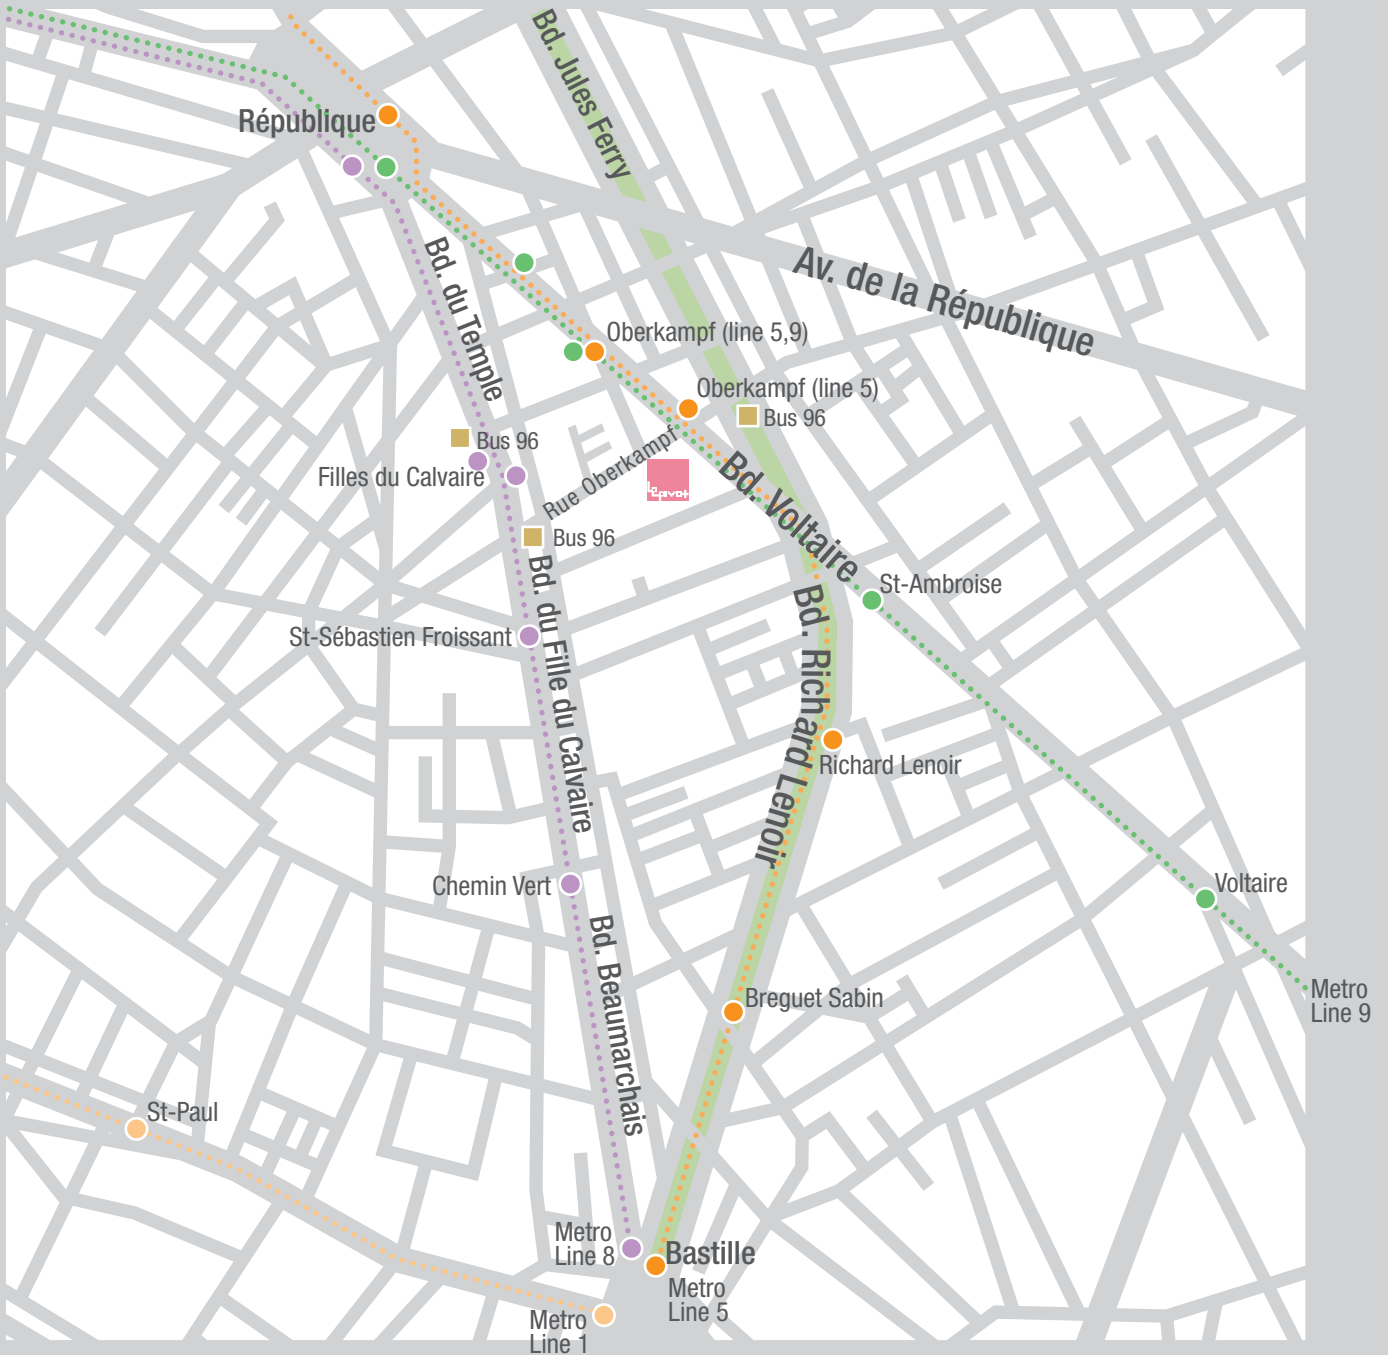 Bd. Jules Ferry
République
Bd. du Temple
Av. de la République
Oberkampf (line 5,9)
Oberkampf (line 5)
Bus 96
Bus 96
Filles du Calvaire
Rue Oberkampf
Bd. Voltaire
Bus 96
St-Ambroise
Bd. du Fille du Calvaire
Bd. Richard Lenoir
St-Sébastien Froissant
Richard Lenoir
Chemin Vert
Voltaire
Bd. Beaumarchais
Breguet Sabin
Metro
Line 9
St-Paul
Metro
Line 8
Bastille
Metro
Line 5
Metro
Line 1